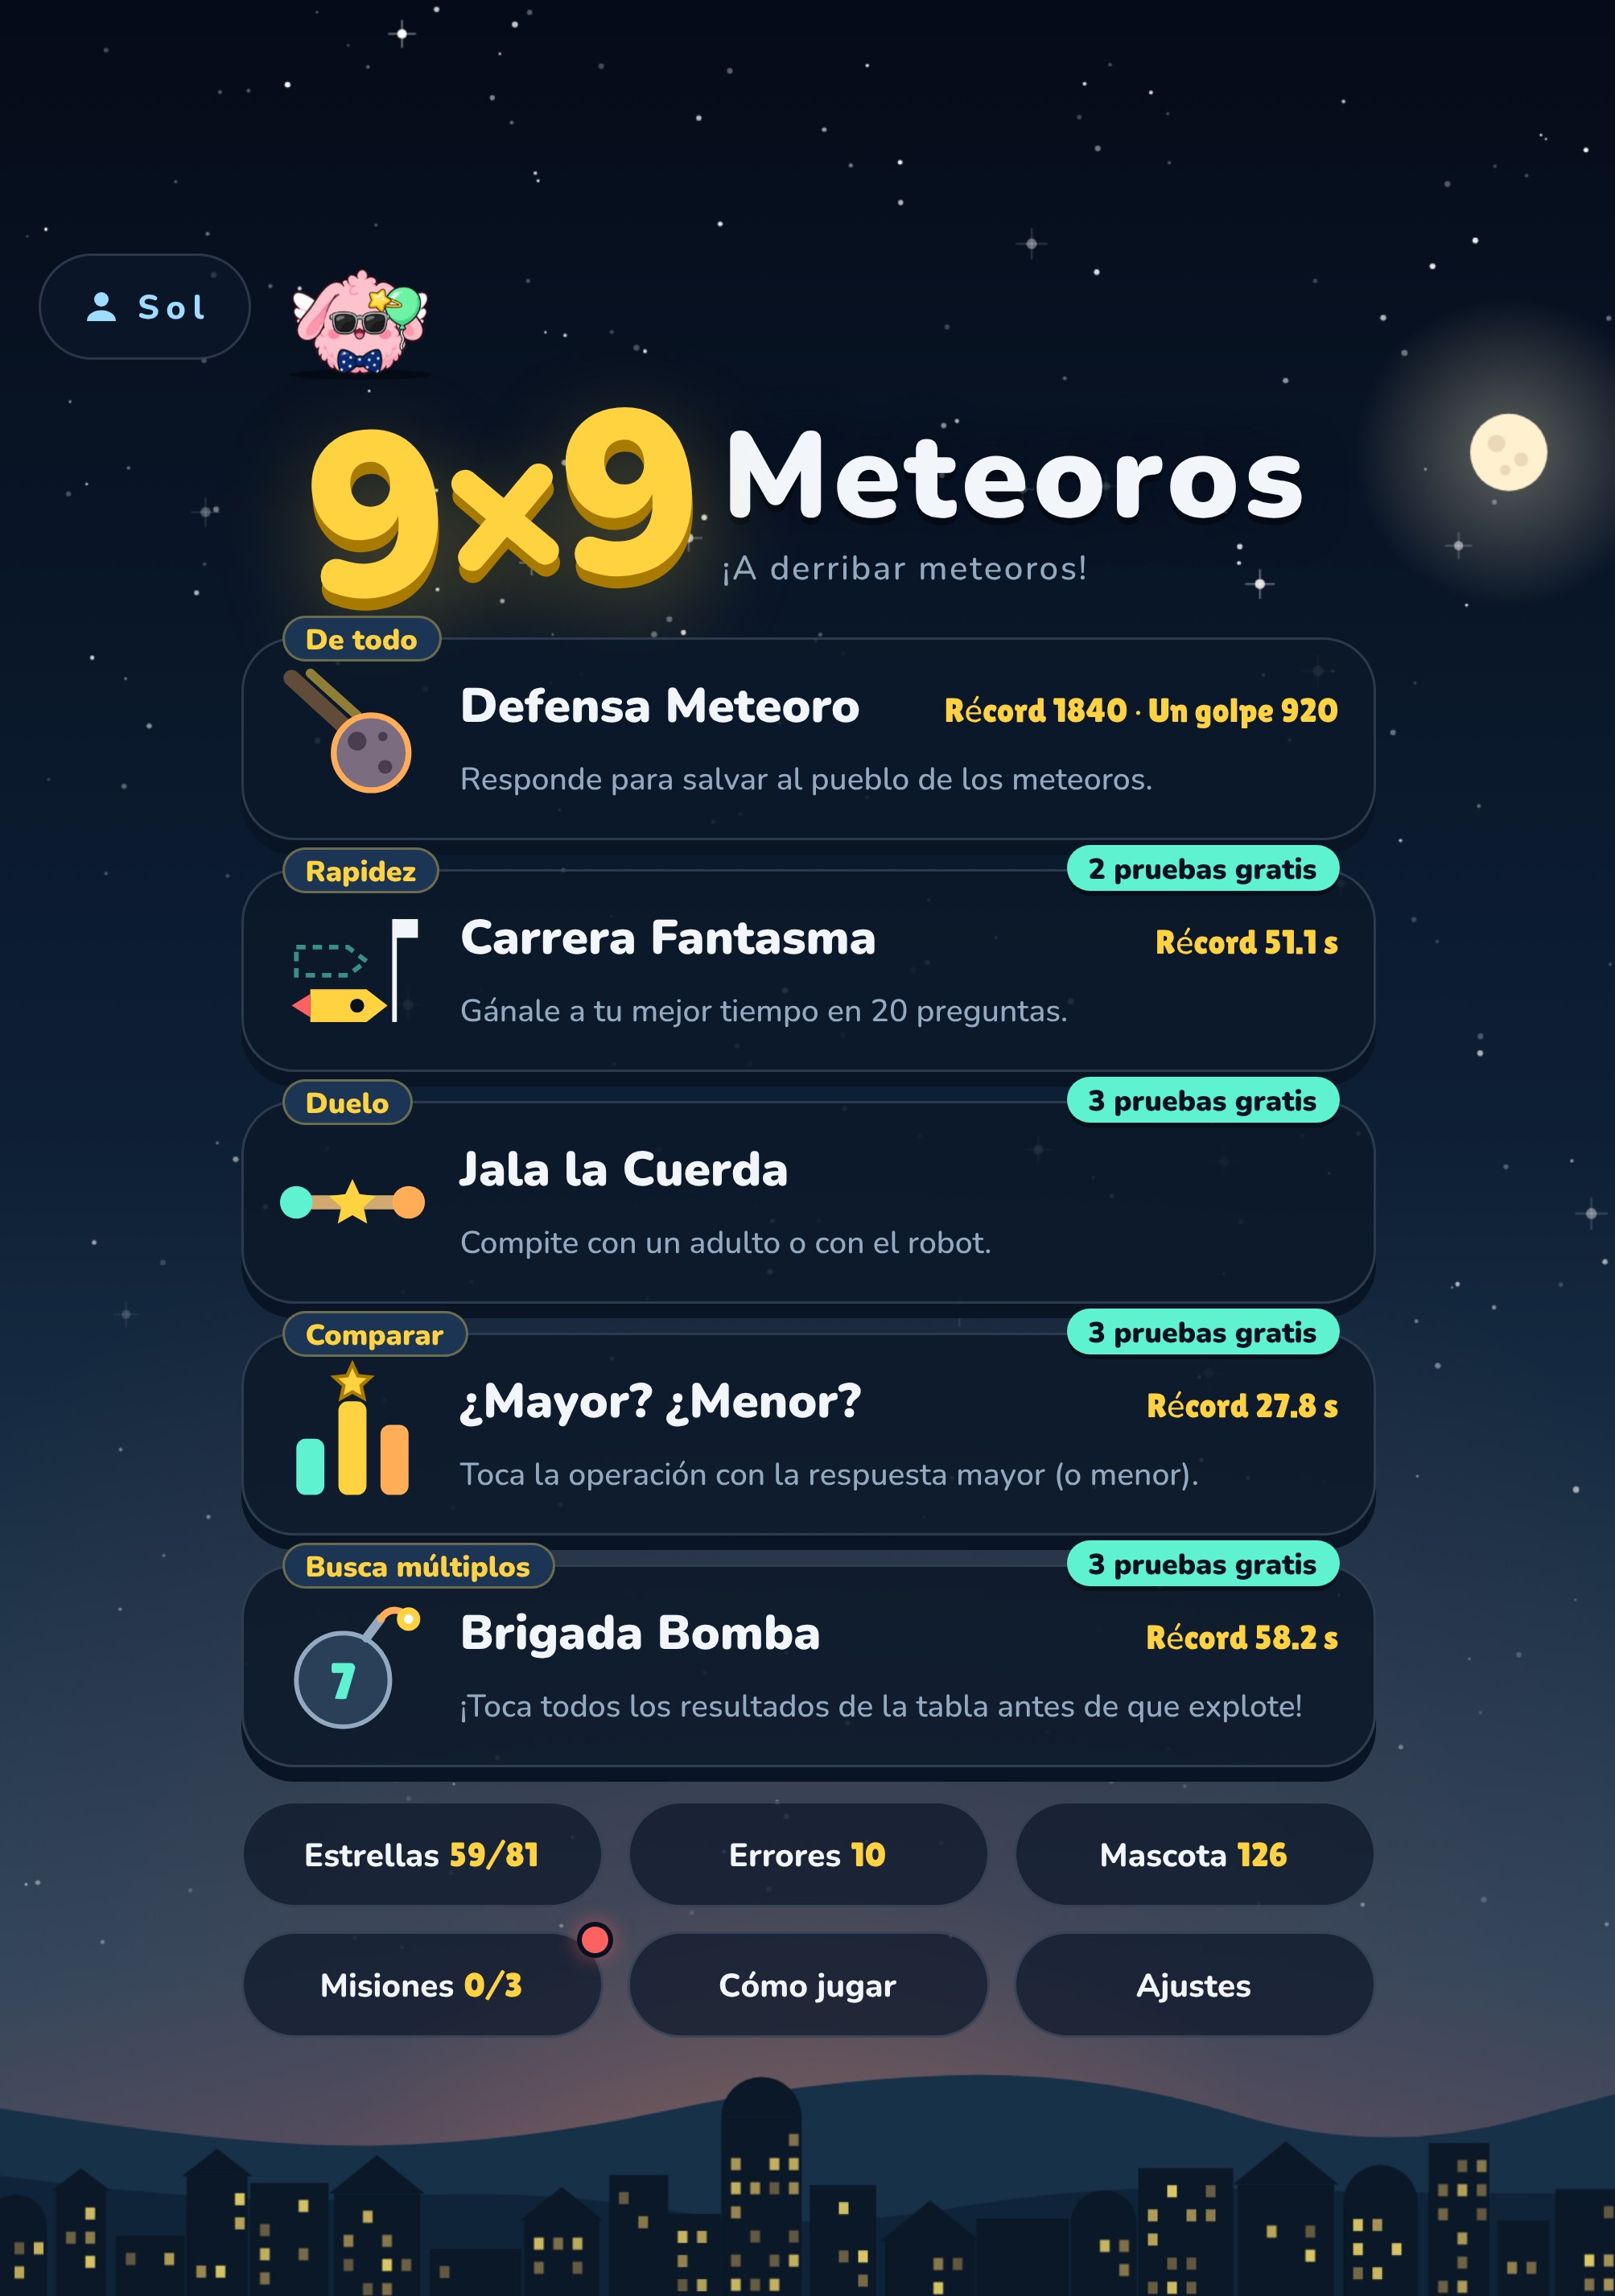 Sol
9×9 Meteoros
¡A derribar meteoros!
De todo
Defensa Meteoro
Récord 1840 · Un golpe 920
Responde para salvar al pueblo de los meteoros.
Rapidez
2 pruebas gratis
Carrera Fantasma
Récord 51.1 s
Gánale a tu mejor tiempo en 20 preguntas.
Duelo
3 pruebas gratis
Jala la Cuerda
Compite con un adulto o con el robot.
Comparar
3 pruebas gratis
¿Mayor? ¿Menor?
Récord 27.8 s
Toca la operación con la respuesta mayor (o menor).
Busca múltiplos
3 pruebas gratis
7
Brigada Bomba
Récord 58.2 s
¡Toca todos los resultados de la tabla antes de que explote!
Estrellas 59/81
Errores 10
Mascota 126
Misiones 0/3
Cómo jugar
Ajustes